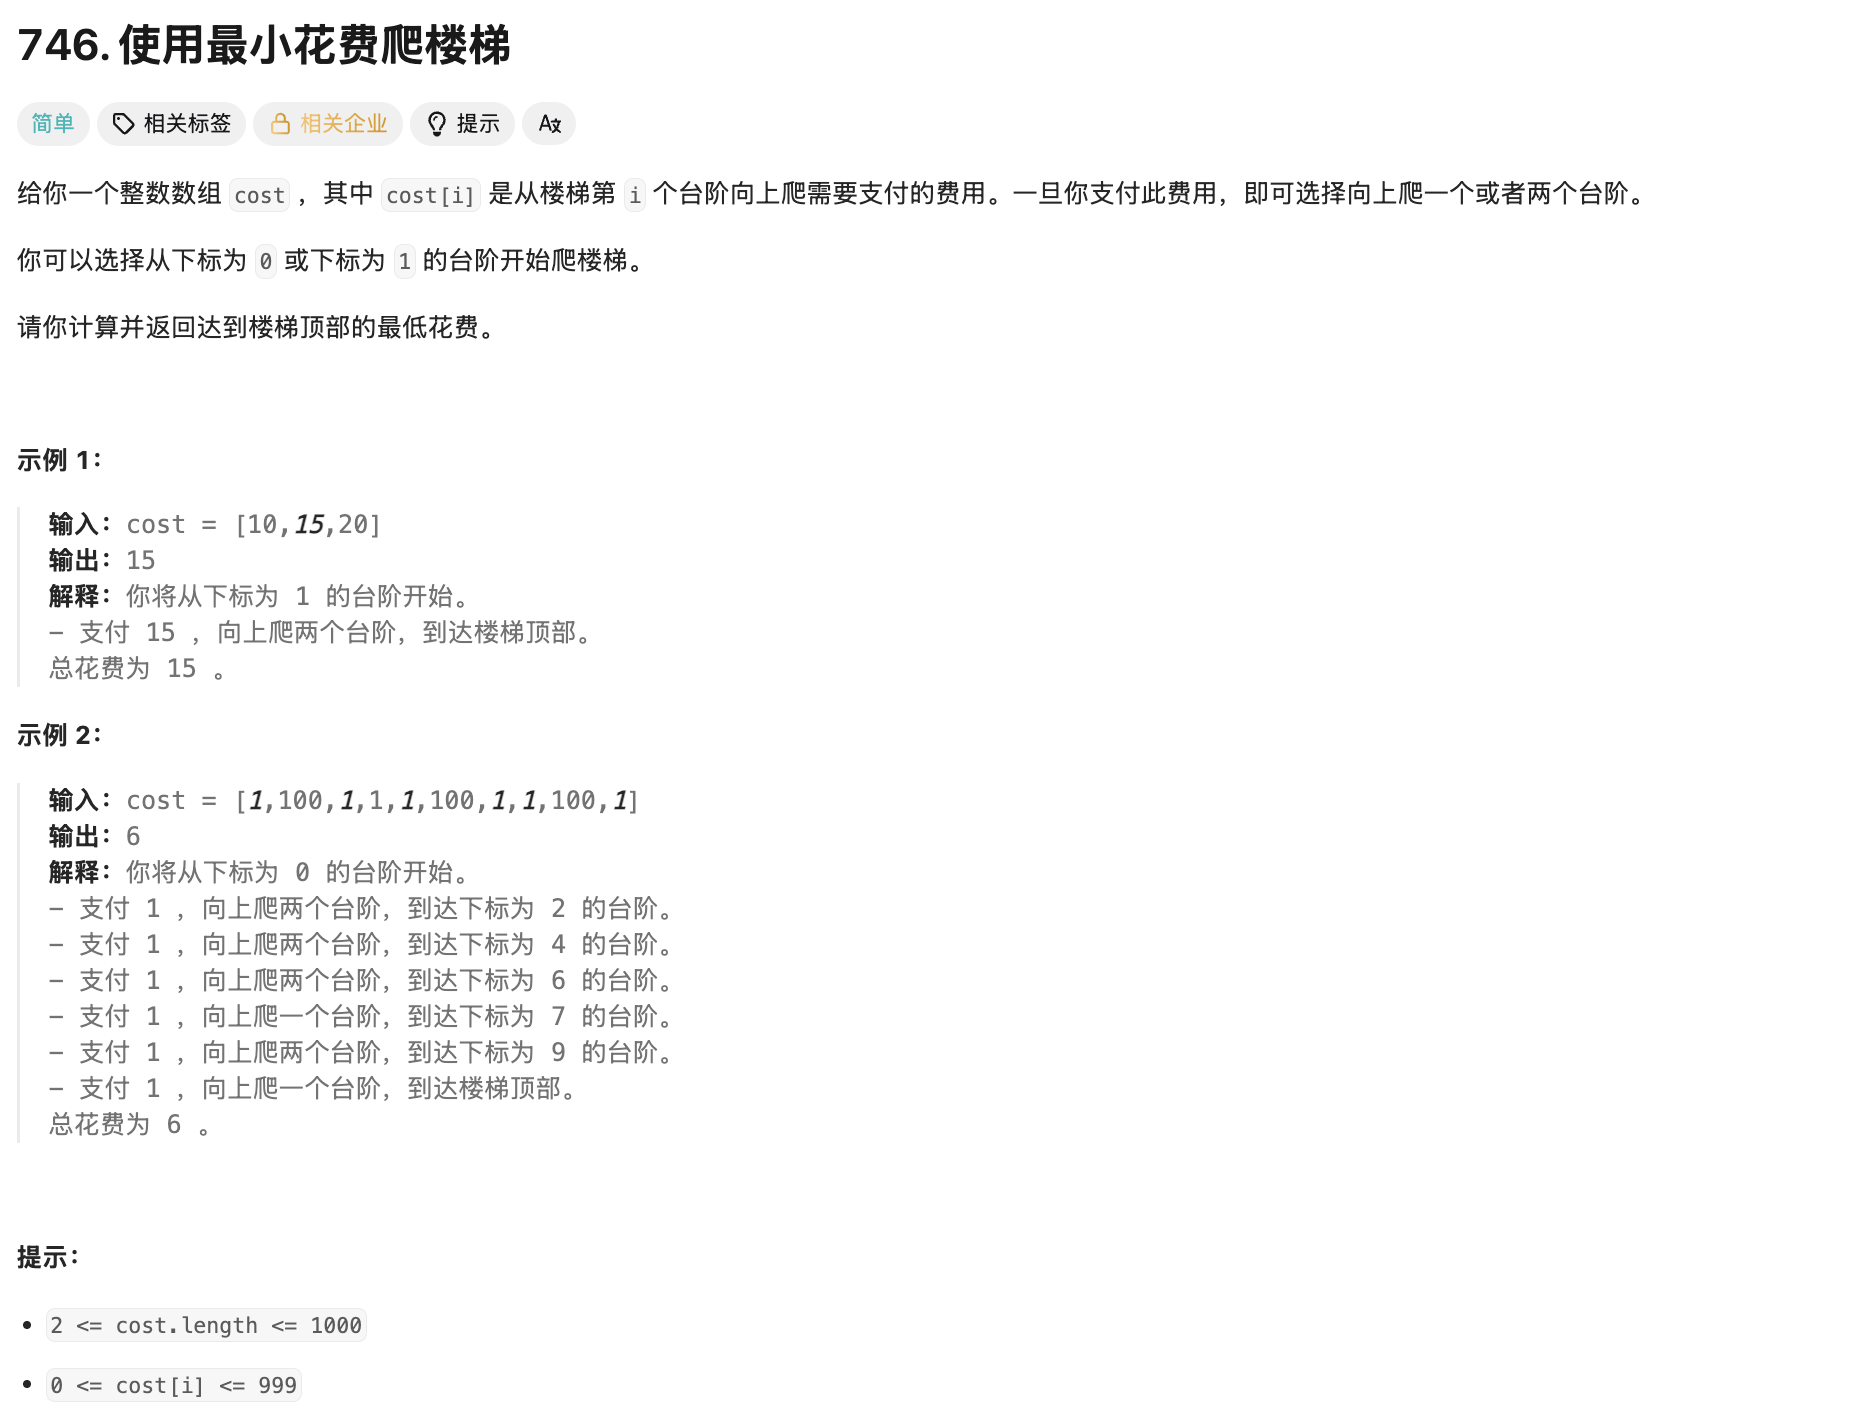 746. 使用最小花费爬楼梯
简单 相关标签 相关企业 提示 A文
给你一个整数数组 cost ，其中 cost[i] 是从楼梯第 i 个台阶向上爬需要支付的费用。一旦你支付此费用，即可选择向上爬一个或者两个台阶。
你可以选择从下标为 0 或下标为 1 的台阶开始爬楼梯。
请你计算并返回达到楼梯顶部的最低花费。
示例 1：
输入：cost = [10,15,20]
输出：15
解释：你将从下标为 1 的台阶开始。
- 支付 15 ，向上爬两个台阶，到达楼梯顶部。
总花费为 15 。
示例 2：
输入：cost = [1,100,1,1,1,100,1,1,100,1]
输出：6
解释：你将从下标为 0 的台阶开始。
- 支付 1 ，向上爬两个台阶，到达下标为 2 的台阶。
- 支付 1 ，向上爬两个台阶，到达下标为 4 的台阶。
- 支付 1 ，向上爬两个台阶，到达下标为 6 的台阶。
- 支付 1 ，向上爬一个台阶，到达下标为 7 的台阶。
- 支付 1 ，向上爬两个台阶，到达下标为 9 的台阶。
- 支付 1 ，向上爬一个台阶，到达楼梯顶部。
总花费为 6 。
提示：
• 2 <= cost.length <= 1000
• 0 <= cost[i] <= 999